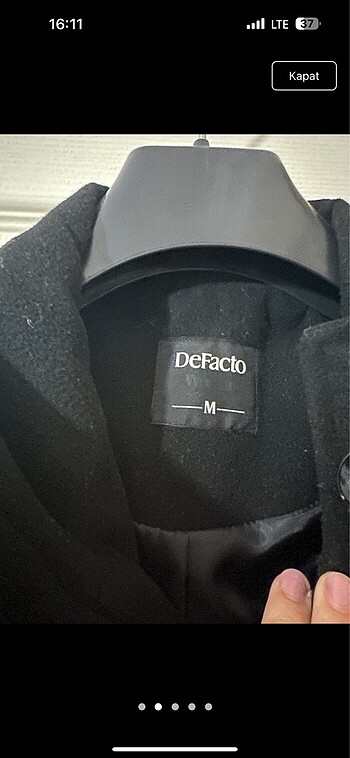 16:11
LTE
37
Kapat
DeFacto
M